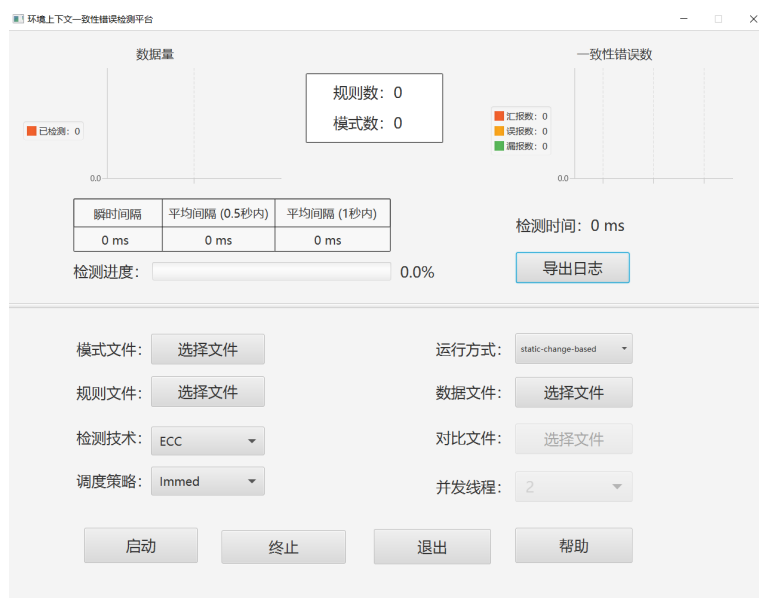 环境上下文一致性错误检测平台
数据量
一致性错误数
规则数：0
模式数：0
已检测：0
汇报数：0
误报数：0
漏报数：0
0.0
0.0
瞬时间隔 平均间隔 (0.5秒内) 平均间隔 (1秒内)
0 ms 0 ms 0 ms
检测时间：0 ms
检测进度： 0.0%
导出日志
模式文件： 选择文件 运行方式： static-change-based
规则文件： 选择文件 数据文件： 选择文件
检测技术： ECC 对比文件： 选择文件
调度策略： Immed 并发线程： 2
启动 终止 退出 帮助